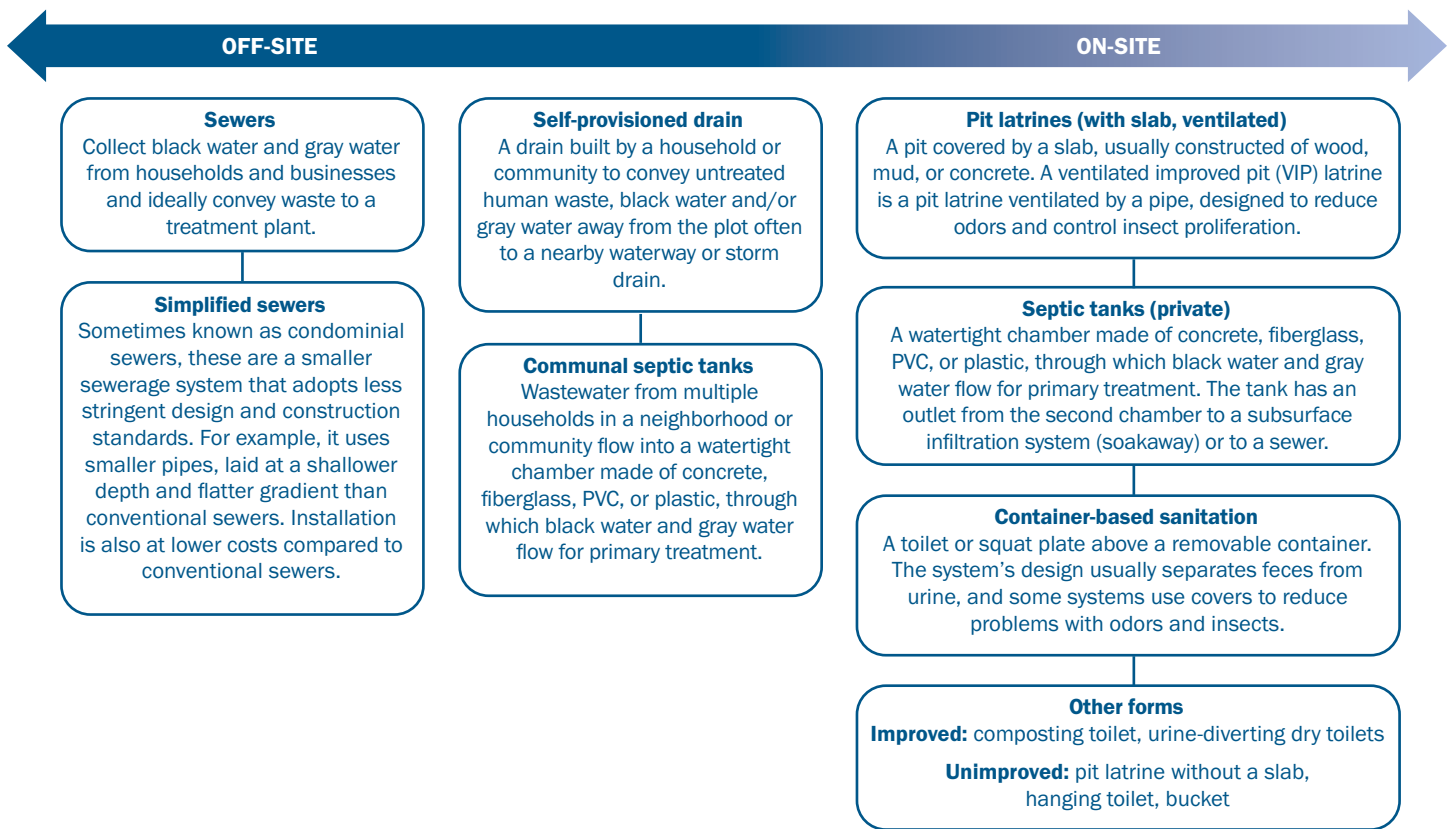 OFF-SITE
ON-SITE
Sewers
Collect black water and gray water
from households and businesses
and ideally convey waste to a
treatment plant.
Simplified sewers
Sometimes known as condominial
sewers, these are a smaller
sewerage system that adopts less
stringent design and construction
standards. For example, it uses
smaller pipes, laid at a shallower
depth and flatter gradient than
conventional sewers. Installation
is also at lower costs compared to
conventional sewers.
Self-provisioned drain
A drain built by a household or
community to convey untreated
human waste, black water and/or
gray water away from the plot often
to a nearby waterway or storm
drain.
Communal septic tanks
Wastewater from multiple
households in a neighborhood or
community flow into a watertight
chamber made of concrete,
fiberglass, PVC, or plastic, through
which black water and gray water
flow for primary treatment.
Pit latrines (with slab, ventilated)
A pit covered by a slab, usually constructed of wood,
mud, or concrete. A ventilated improved pit (VIP) latrine
is a pit latrine ventilated by a pipe, designed to reduce
odors and control insect proliferation.
Septic tanks (private)
A watertight chamber made of concrete, fiberglass,
PVC, or plastic, through which black water and gray
water flow for primary treatment. The tank has an
outlet from the second chamber to a subsurface
infiltration system (soakaway) or to a sewer.
Container-based sanitation
A toilet or squat plate above a removable container.
The system's design usually separates feces from
urine, and some systems use covers to reduce
problems with odors and insects.
Other forms
Improved: composting toilet, urine-diverting dry toilets
Unimproved: pit latrine without a slab,
hanging toilet, bucket